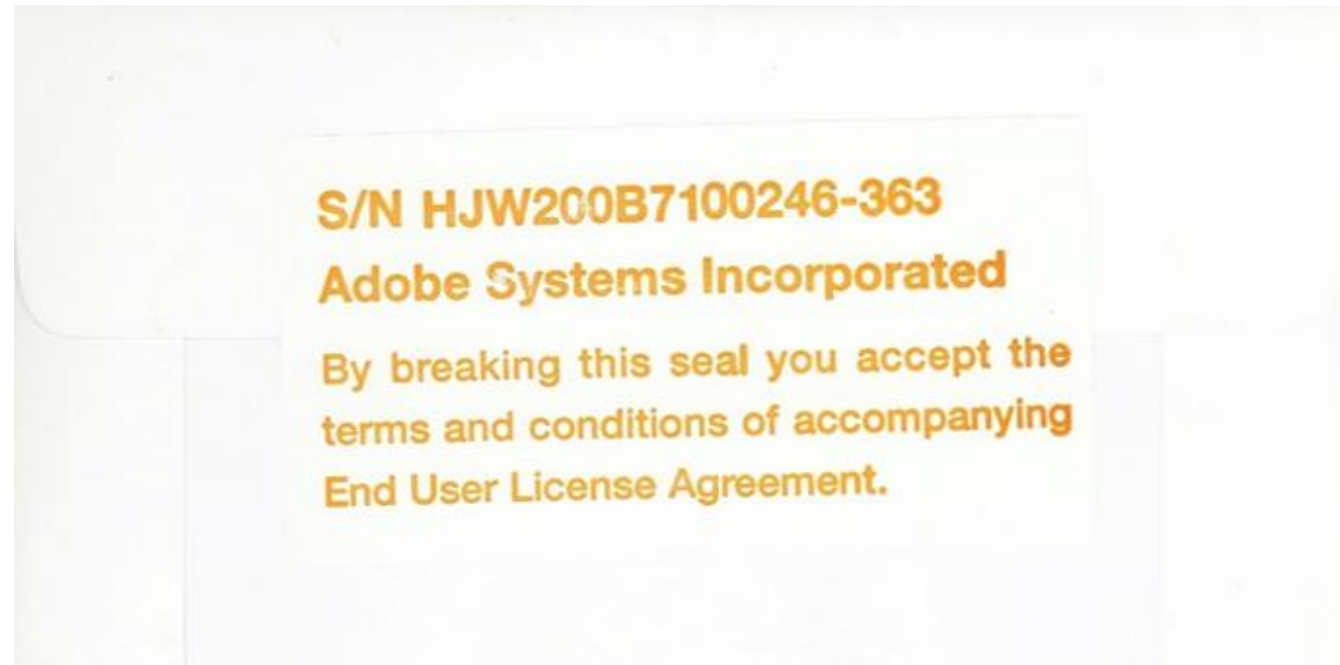 S/N HJW200B7100246-363
Adobe Systems Incorporated
By breaking this seal you accept the
terms and conditions of accompanying
End User License Agreement.